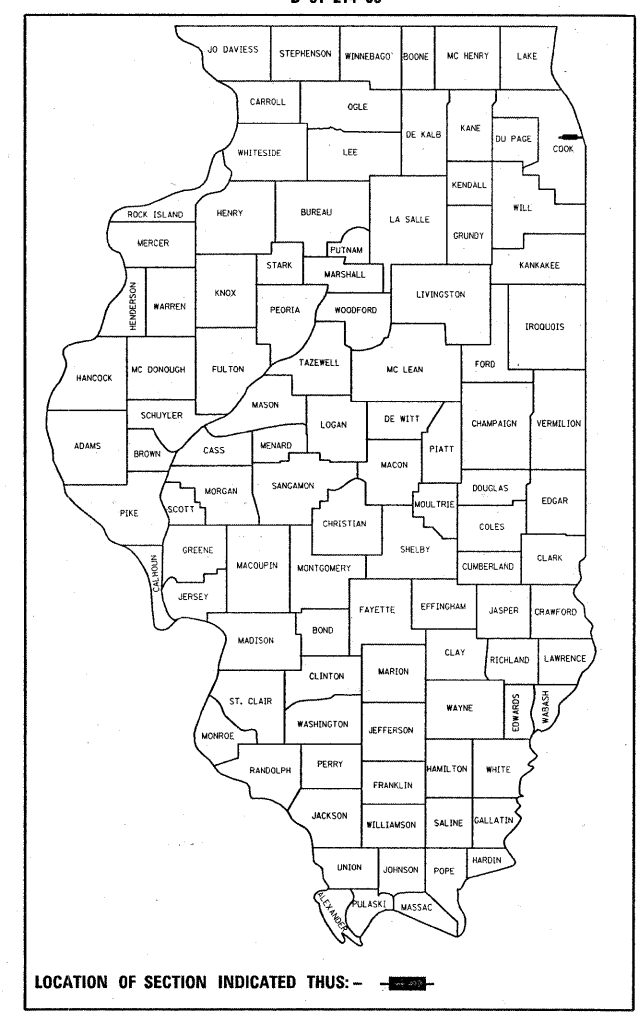 JO DAVIESS STEPHENSON WINNEBAGO BOONE MC HENRY LAKE
CARROLL OGLE
DE KALB KANE DU PAGE
COOK
WHITESIDE LEE
KENDALL
ROCK ISLAND HENRY BUREAU LA SALLE WILL
MERCER PUTNAM GRUNDY
STARK MARSHALL KANKAKEE
HENDERSON WARREN KNOX PEORIA WOODFORD LIVINGSTON
IROQUOIS
HANCOCK MC DONOUGH FULTON TAZEWELL MC LEAN FORD
MASON
SCHUYLER LOGAN DE WITT CHAMPAIGN VERMILION
ADAMS BROWN CASS MENARD PIATT
MACON
MORGAN SANGAMON DOUGLAS
PIKE SCOTT MOULTRIE EDGAR
CHRISTIAN COLES
GREENE MACOUPIN MONTGOMERY SHELBY
CALHOUN CUMBERLAND CLARK
JERSEY
FAYETTE EFFINGHAM JASPER CRAWFORD
MADISON BOND
CLAY RICHLAND LAWRENCE
CLINTON MARION
ST. CLAIR WAYNE EDWARDS WABASH
WASHINGTON JEFFERSON
MONROE
RANDOLPH PERRY HAMILTON WHITE
FRANKLIN
JACKSON WILLIAMSON SALINE GALLATIN
UNION JOHNSON POPE HARDIN
ALEXANDER PULASKI MASSAC
LOCATION OF SECTION INDICATED THUS: -